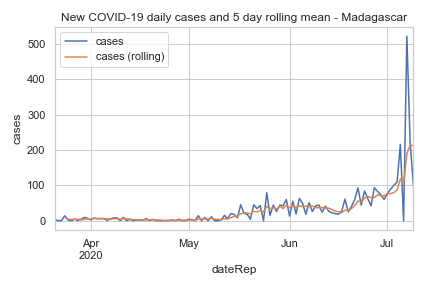 New COVID-19 daily cases and 5 day rolling mean - Madagascar
cases
cases (rolling)
500
400
300
200
100
0
cases
Apr
2020
May
Jun
Jul
dateRep